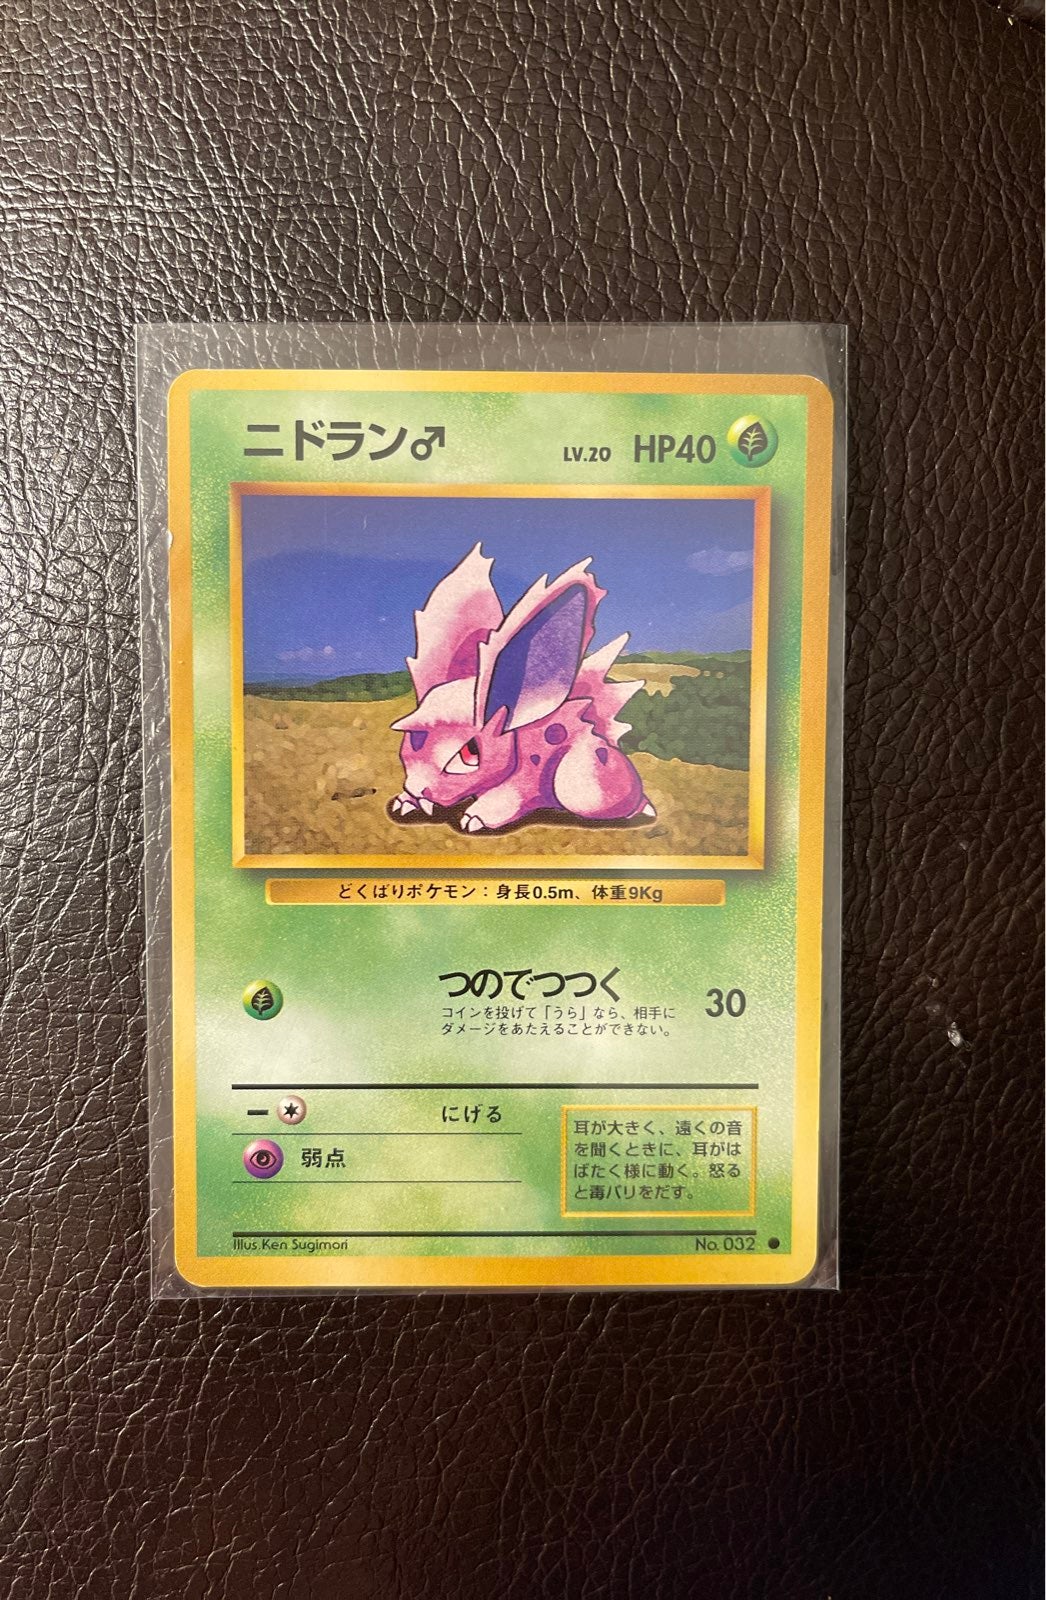 ニドラン♂
LV.20 HP40
どくばりポケモン：身長0.5m、体重9Kg
つのでつつく
コインを投げて「うら」なら、相手に
ダメージをあたえることができない。
30
ー
にげる
弱点
耳が大きく、遠くの音
を聞くときに、耳がは
ばたく様に動く。怒る
と毒バリをだす。
Illus. Ken Sugimori
No. 032 ●